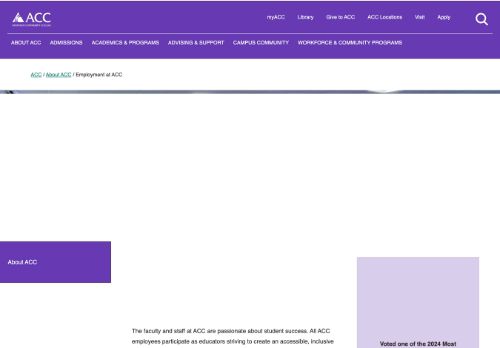 ACC
myACC Library Give to ACC ACC Locations Visit Apply
ABOUT ACC ADMISSIONS ACADEMICS & PROGRAMS ADVISING & SUPPORT CAMPUS COMMUNITY WORKFORCE & COMMUNITY PROGRAMS
ACC / About ACC / Employment at ACC
About ACC
The faculty and staff at ACC are passionate about student success. All ACC
employees participate as educators striving to create an accessible, inclusive
Voted one of the 2024 Most